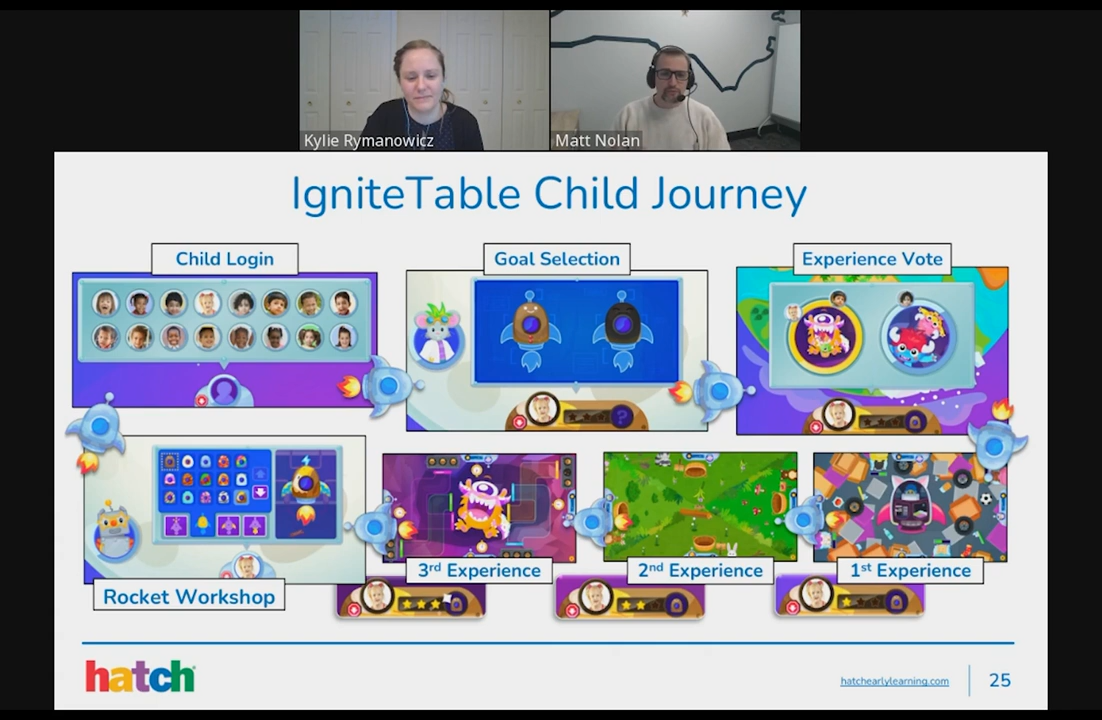 Kylie Rymanowicz
Matt Nolan
IgniteTable Child Journey
Child Login
Goal Selection
Experience Vote
?
Rocket Workshop
3rd Experience
2nd Experience
1st Experience
hatch
hatchearlylearning.com
25